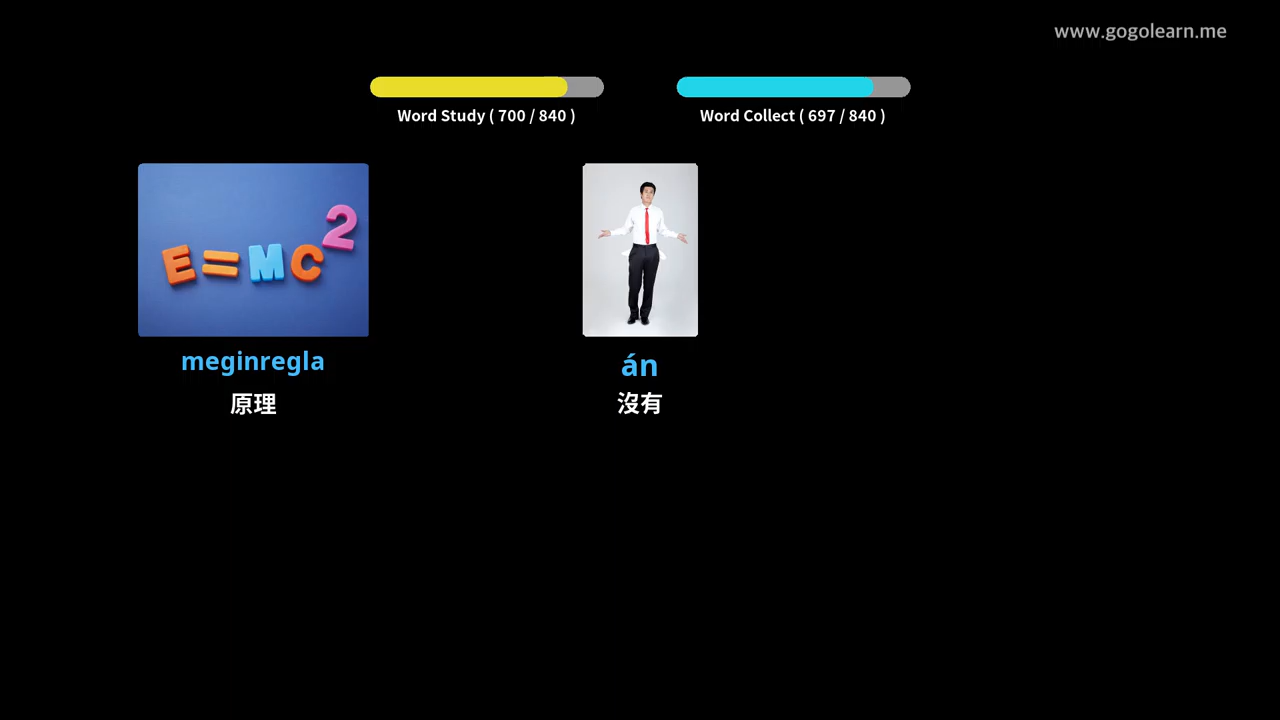 www.gogolearn.me
Word Study ( 700 / 840 )
Word Collect ( 697 / 840 )
E=MC2
meginregla
原理
án
沒有